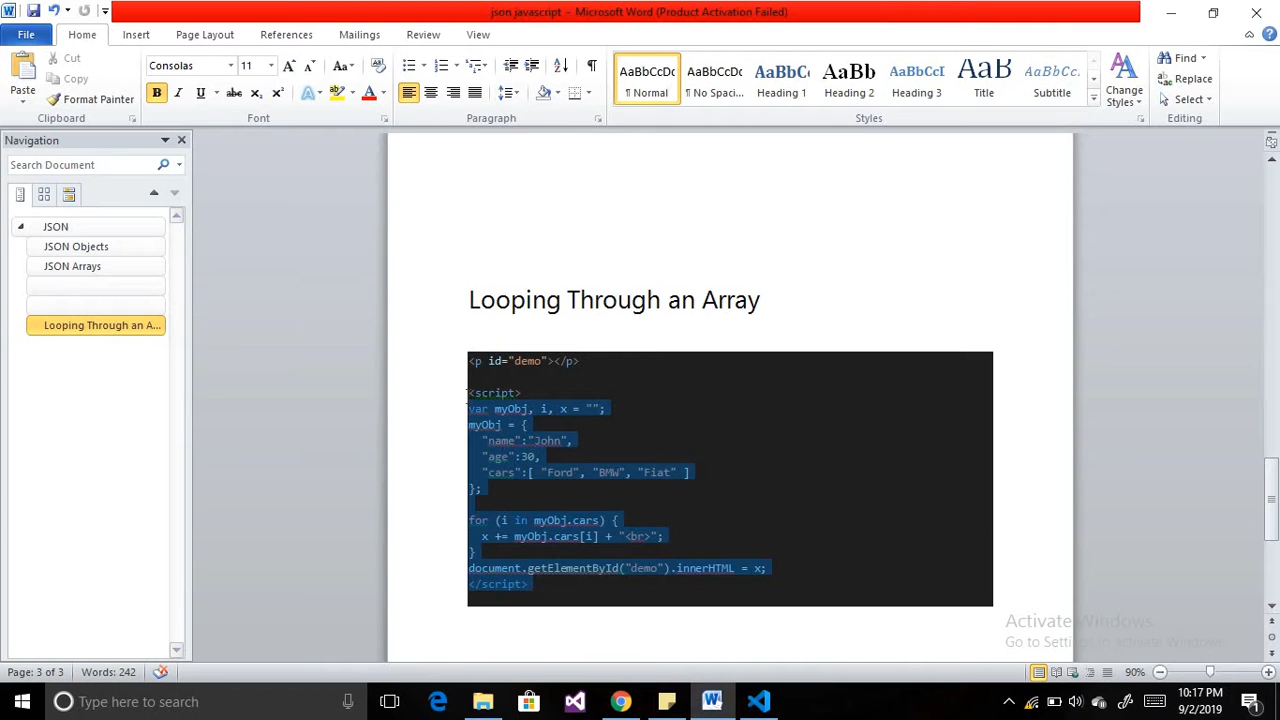 json javascript - Microsoft Word (Product Activation Failed)
File Home Insert Page Layout References Mailings Review View
Paste
Cut
Copy
Format Painter
Clipboard
Consolas 11
Font
Paragraph
AaBbCcDc AaBbCcDc AaBbCc AaBb AaBbCcI AaB AaBbCcI
¶ Normal ¶ No Spaci... Heading 1 Heading 2 Heading 3 Title Subtitle
Change
Styles
Styles
Find
Replace
Select
Editing
Navigation
Search Document
JSON
JSON Objects
JSON Arrays
Looping Through an A...
Looping Through an Array
<p id="demo"></p>
<script>
var myObj, i, x = "";
myObj = {
"name":"John",
"age":30,
"cars":[ "Ford", "BMW", "Fiat" ]
};
for (i in myObj.cars) {
x += myObj.cars[i] + "<br>";
}
document.getElementById("demo").innerHTML = x;
</script>
Activate Windows
Go to Settings to activate Windows.
Page: 3 of 3 Words: 242 90%
Type here to search
10:17 PM
9/2/2019